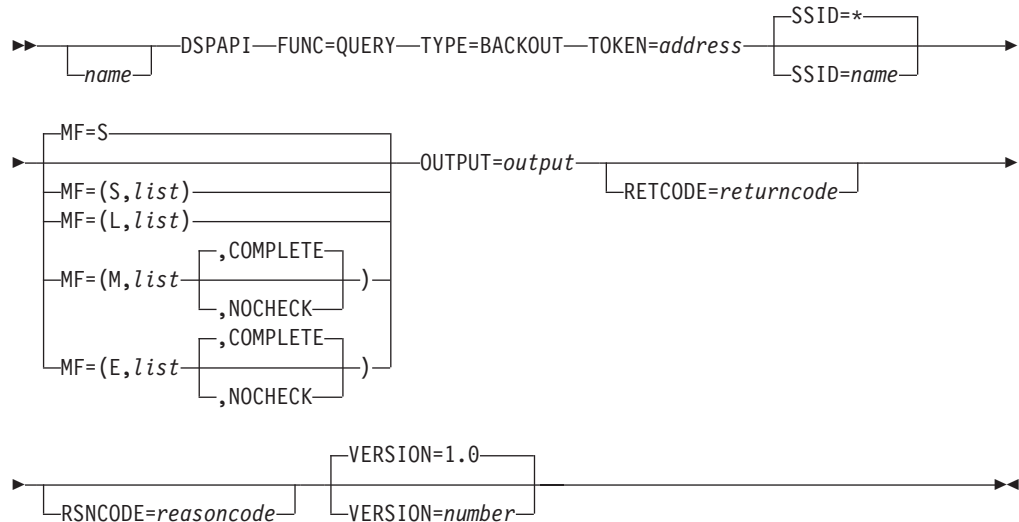 SSID=*
DSPAPI FUNC=QUERY TYPE=BACKOUT TOKEN=address
name
SSID=name
MF=S
OUTPUT=output
MF=(S,list)
RETCODE=returncode
MF=(L,list)
,COMPLETE
MF=(M,list )
,NOCHECK
,COMPLETE
MF=(E,list )
,NOCHECK
VERSION=1.0
RSNCODE=reasoncode
VERSION=number